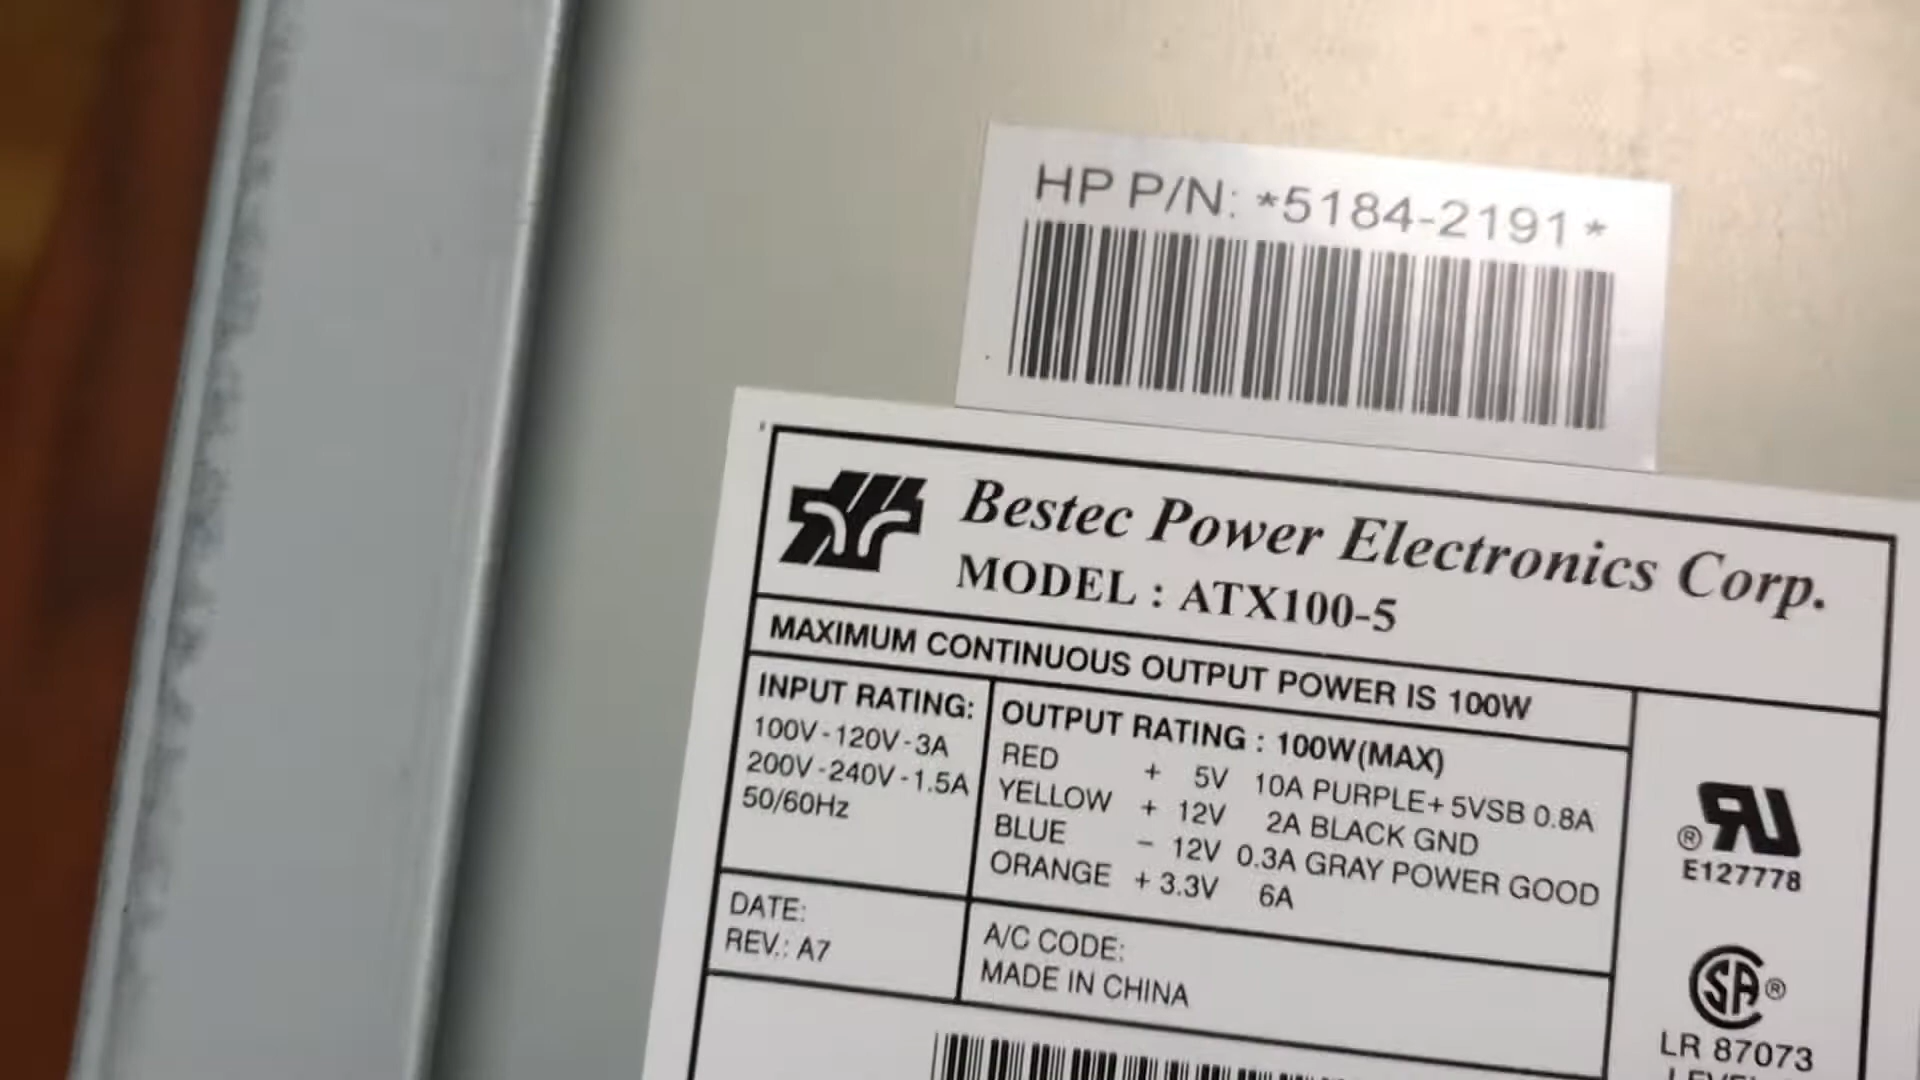 HP P/N: *5184-2191*
Bestec Power Electronics Corp.
MODEL : ATX100-5
MAXIMUM CONTINUOUS OUTPUT POWER IS 100W
INPUT RATING:
100V-120V-3A
200V-240V-1.5A
50/60Hz
OUTPUT RATING : 100W(MAX)
RED + 5V 10A PURPLE+5VSB 0.8A
YELLOW + 12V 2A BLACK GND
BLUE - 12V 0.3A GRAY POWER GOOD
ORANGE +3.3V 6A
DATE:
REV.: A7
A/C CODE:
MADE IN CHINA
® E127778
SA ®
LR 87073